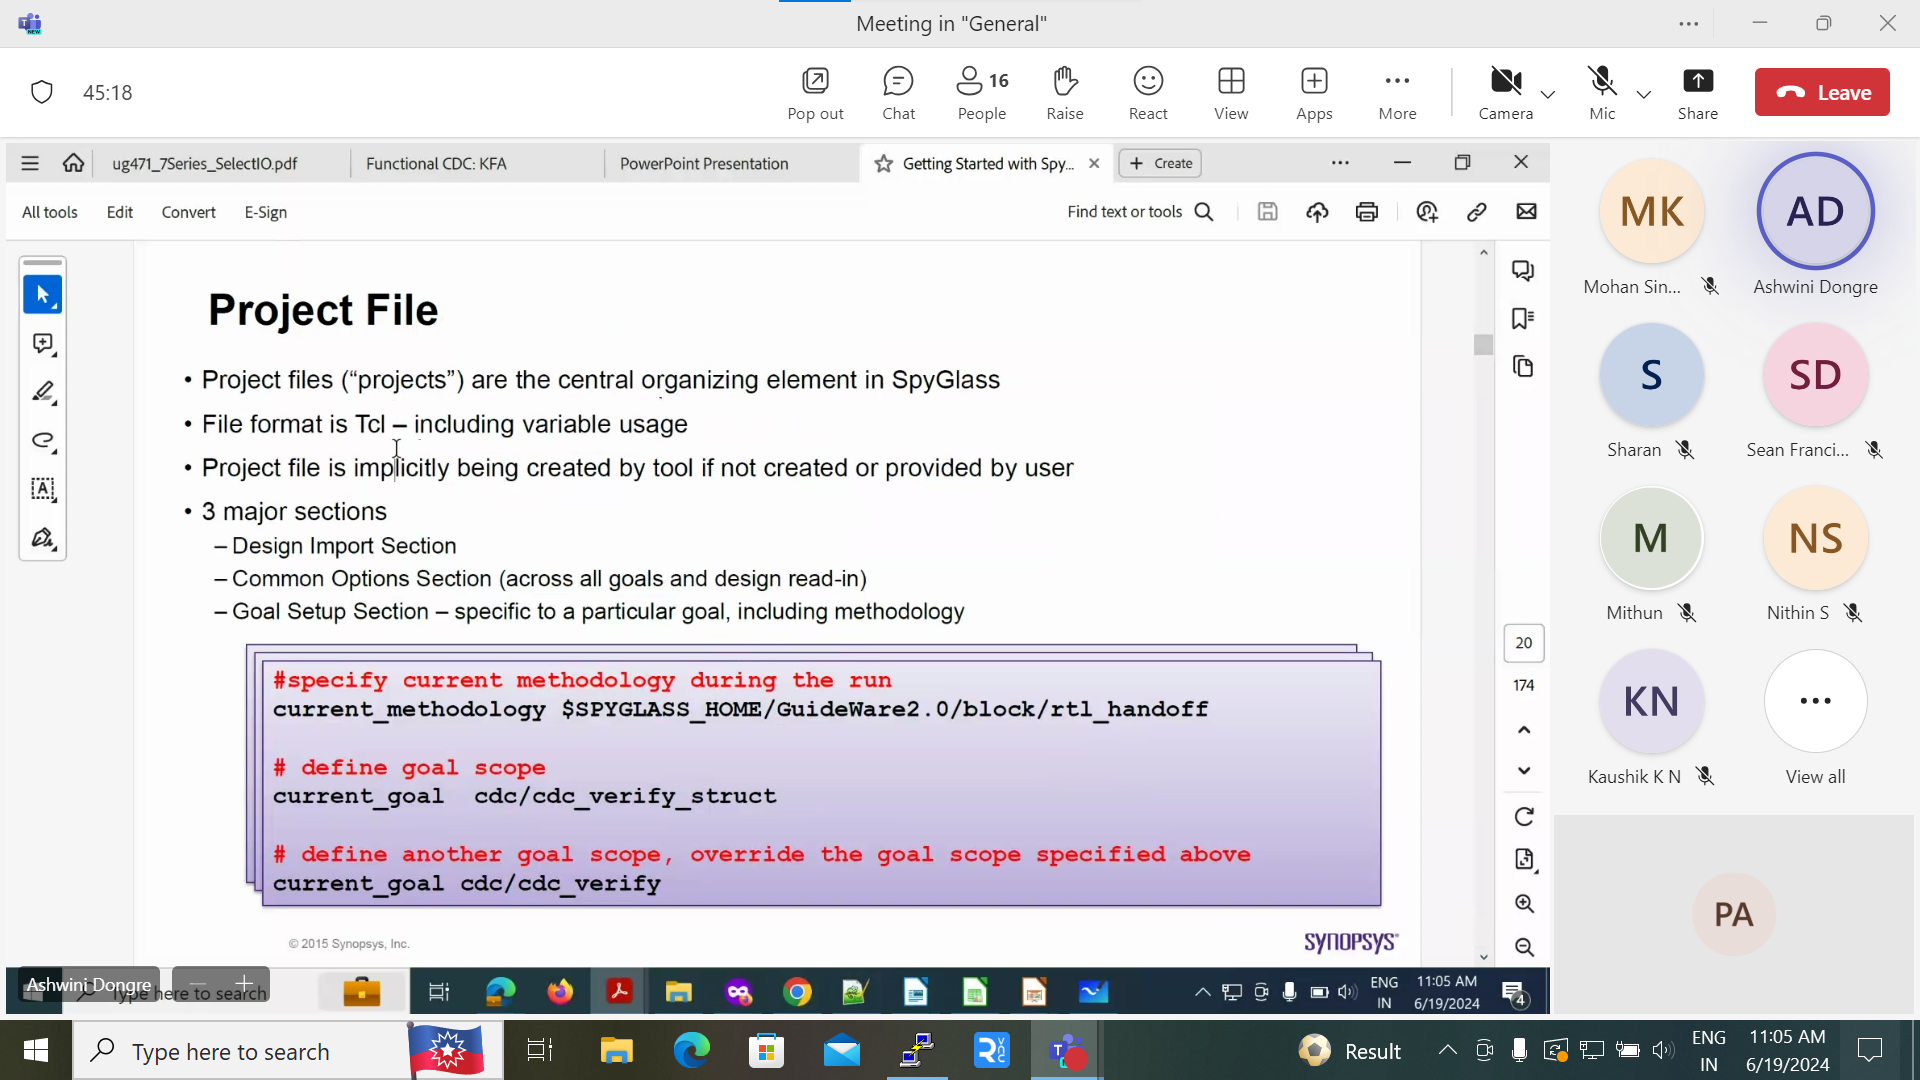 Meeting in "General"
45:18
Pop out
Chat
16
People
Raise
React
View
Apps
More
Camera
Mic
Share
Leave
ug471_7Series_SelectIO.pdf
Functional CDC: KFA
PowerPoint Presentation
Getting Started with Spy...
Create
All tools
Edit
Convert
E-Sign
Find text or tools
Project File
• Project files (“projects”) are the central organizing element in SpyGlass
• File format is Tcl – including variable usage
• Project file is implicitly being created by tool if not created or provided by user
• 3 major sections
– Design Import Section
– Common Options Section (across all goals and design read-in)
– Goal Setup Section – specific to a particular goal, including methodology
#specify current methodology during the run
current_methodology $SPYGLASS_HOME/GuideWare2.0/block/rtl_handoff
# define goal scope
current_goal cdc/cdc_verify_struct
# define another goal scope, override the goal scope specified above
current_goal cdc/cdc_verify
© 2015 Synopsys, Inc.
SYNOPSYS®
20
174
MK
Mohan Sin...
AD
Ashwini Dongre
S
Sharan
SD
Sean Franci...
M
Mithun
NS
Nithin S
KN
Kaushik K N
View all
PA
Ashwini Dongre
Type here to search
ENG
IN
11:05 AM
6/19/2024
4
Type here to search
Result
ENG
IN
11:05 AM
6/19/2024